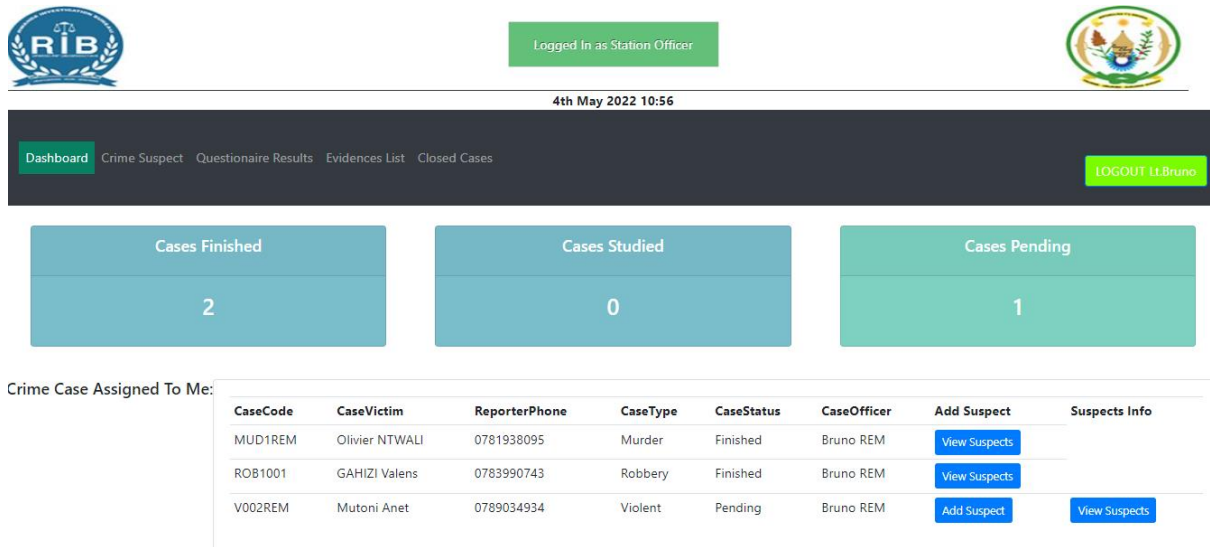 RIB
Logged In as Station Officer
4th May 2022 10:56
Dashboard Crime Suspect Questionaire Results Evidences List Closed Cases
LOGOUT Lt.Bruno
Cases Finished Cases Studied Cases Pending
2 0 1
Crime Case Assigned To Me:
CaseCode CaseVictim ReporterPhone CaseType CaseStatus CaseOfficer Add Suspect Suspects Info
MUD1REM Olivier NTWALI 0781938095 Murder Finished Bruno REM View Suspects
ROB1001 GAHIZI Valens 0783990743 Robbery Finished Bruno REM View Suspects
V002REM Mutoni Anet 0789034934 Violent Pending Bruno REM Add Suspect View Suspects